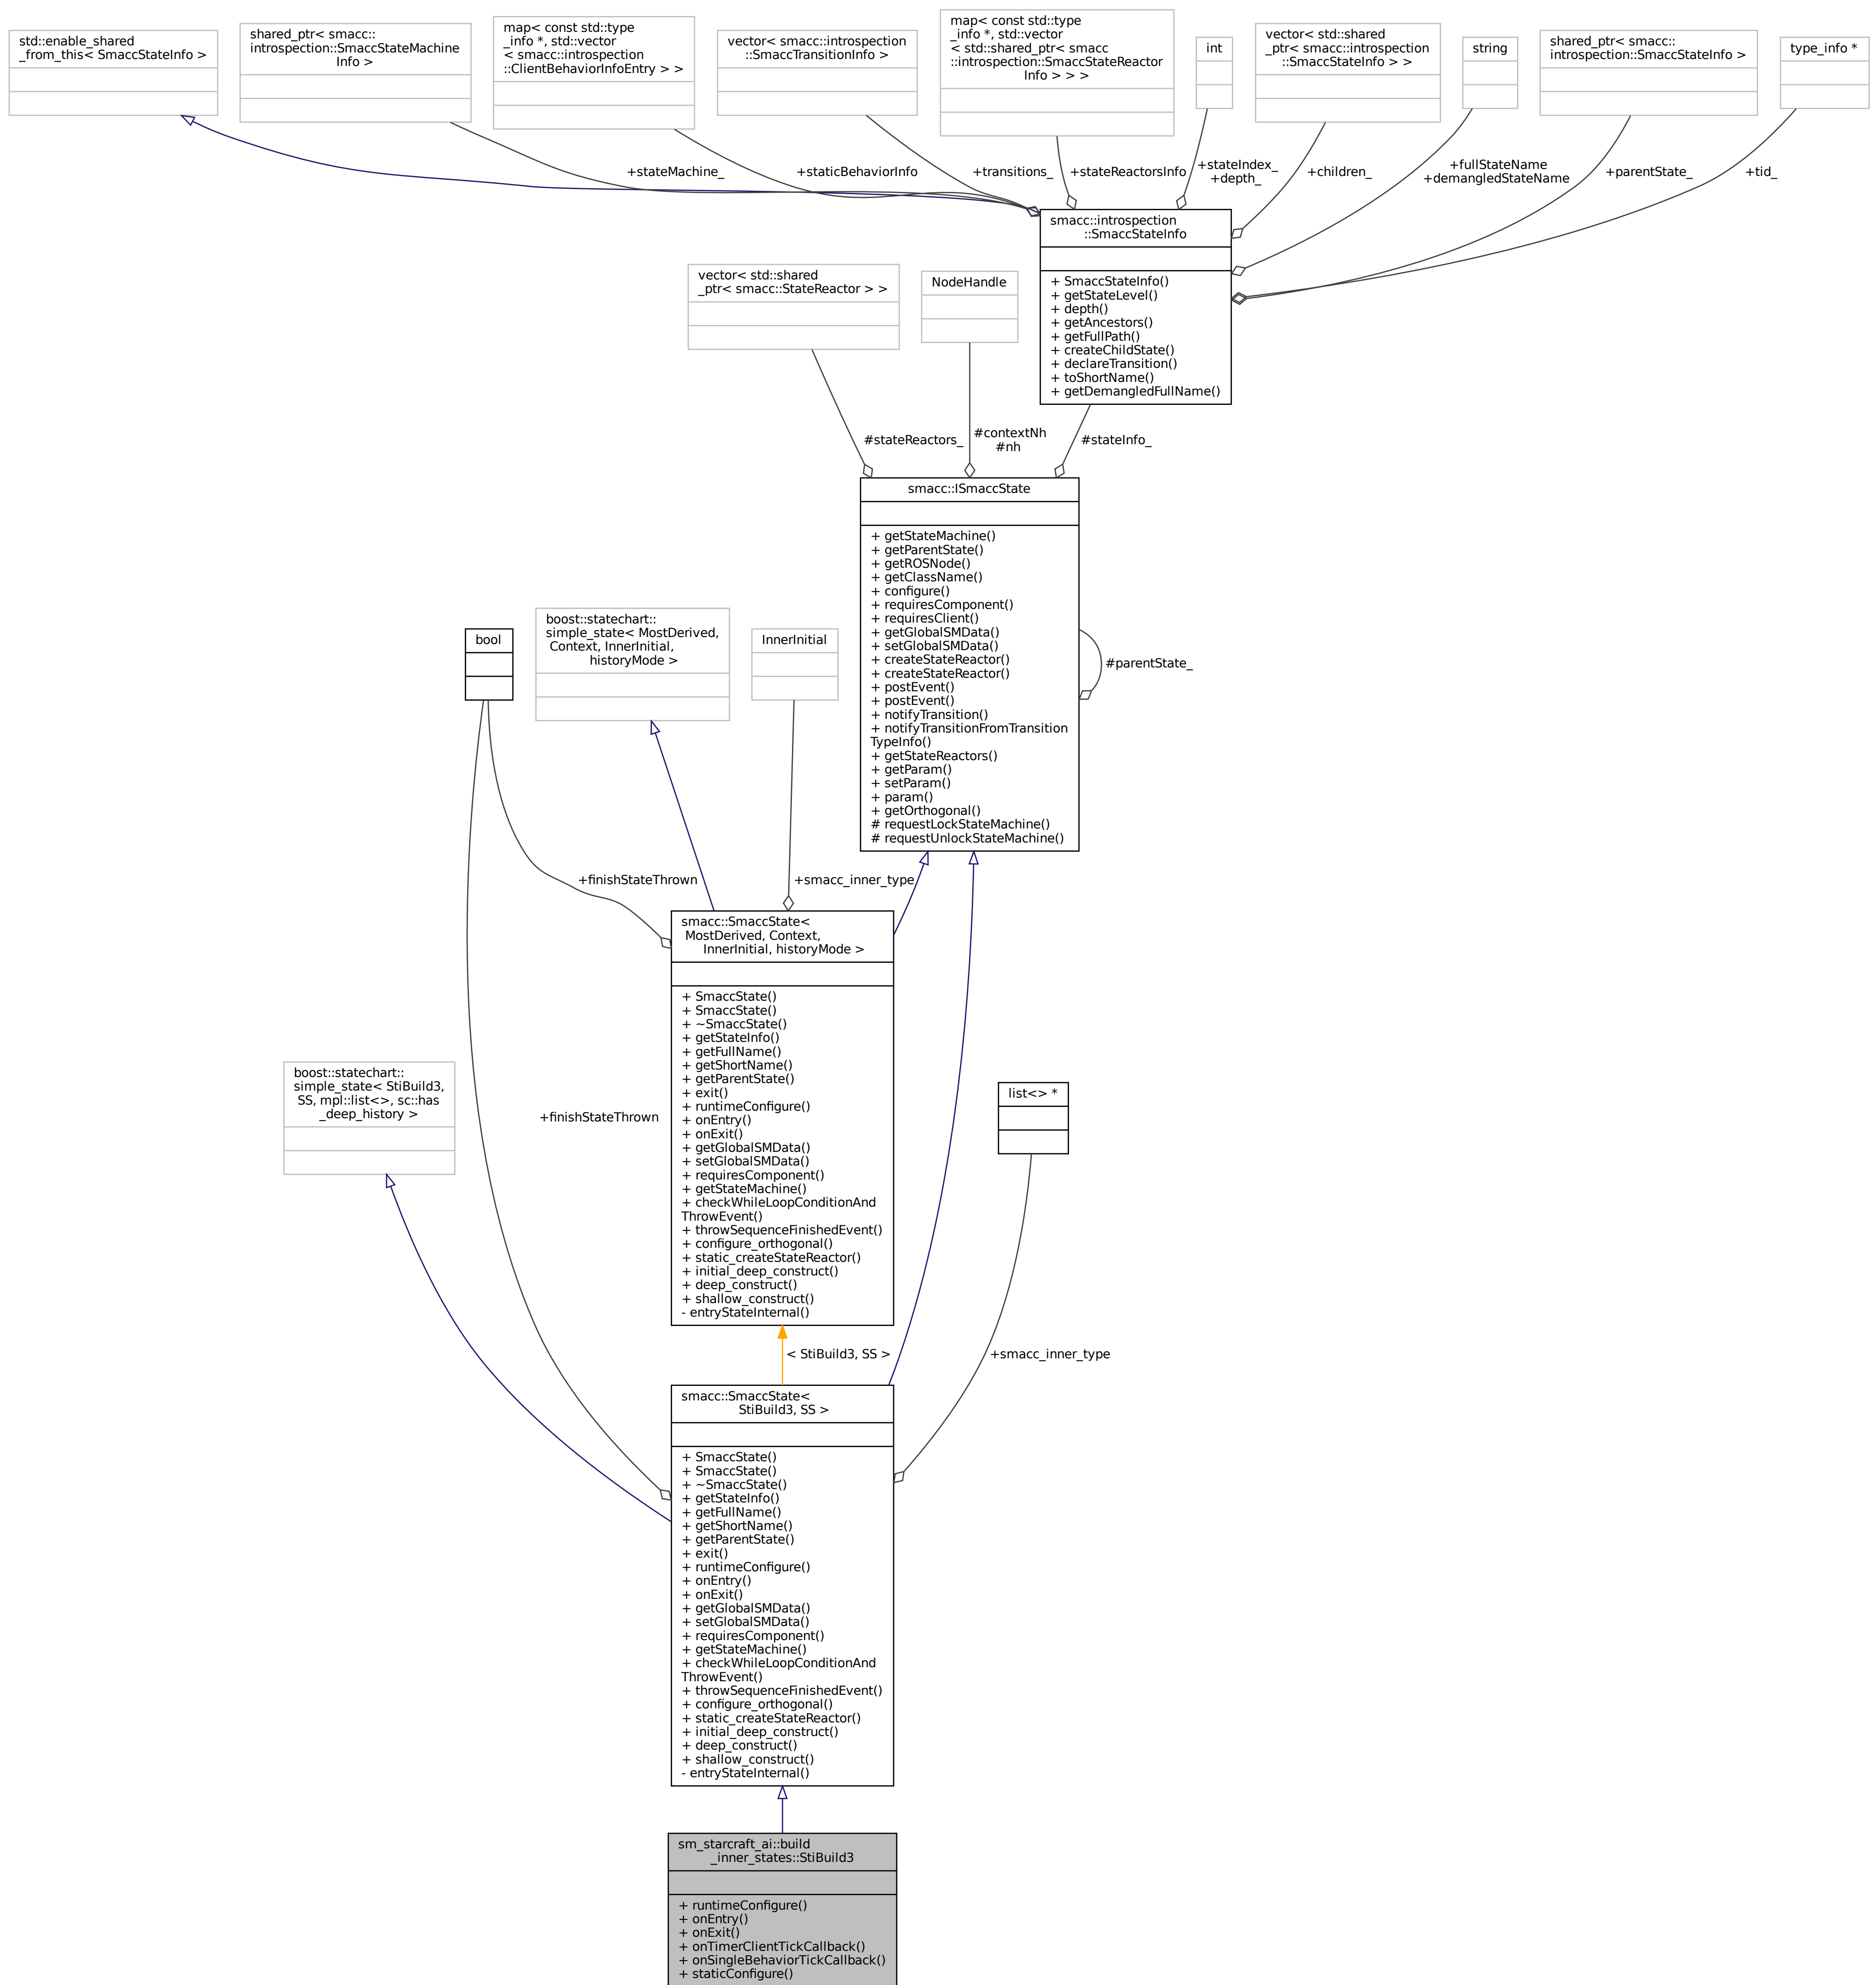 std::enable_shared
_from_this< SmaccStateInfo >
shared_ptr< smacc::
introspection::SmaccStateMachine
Info >
map< const std::type
_info *, std::vector
< smacc::introspection
::ClientBehaviorInfoEntry > >
vector< smacc::introspection
::SmaccTransitionInfo >
map< const std::type
_info *, std::vector
< std::shared_ptr< smacc
::introspection::SmaccStateReactor
Info > > >
int
vector< std::shared
_ptr< smacc::introspection
::SmaccStateInfo > >
string
shared_ptr< smacc::
introspection::SmaccStateInfo >
type_info *
+stateMachine_
+staticBehaviorInfo
+transitions_
+stateReactorsInfo
+stateIndex_
+depth_
+children_
+fullStateName
+demangledStateName
+parentState_
+tid_
smacc::introspection
::SmaccStateInfo
+ SmaccStateInfo()
+ getStateLevel()
+ depth()
+ getAncestors()
+ getFullPath()
+ createChildState()
+ declareTransition()
+ toShortName()
+ getDemangledFullName()
vector< std::shared
_ptr< smacc::StateReactor > >
NodeHandle
#stateReactors_
#contextNh
#nh
#stateInfo_
smacc::ISmaccState
+ getStateMachine()
+ getParentState()
+ getROSNode()
+ getClassName()
+ configure()
+ requiresComponent()
+ requiresClient()
+ getGlobalSMData()
+ setGlobalSMData()
+ createStateReactor()
+ createStateReactor()
+ postEvent()
+ postEvent()
+ notifyTransition()
+ notifyTransitionFromTransition
TypeInfo()
+ getStateReactors()
+ getParam()
+ setParam()
+ param()
+ getOrthogonal()
# requestLockStateMachine()
# requestUnlockStateMachine()
#parentState_
bool
boost::statechart::
simple_state< MostDerived,
Context, InnerInitial,
historyMode >
InnerInitial
+finishStateThrown
+smacc_inner_type
smacc::SmaccState<
MostDerived, Context,
InnerInitial, historyMode >
+ SmaccState()
+ SmaccState()
+ ~SmaccState()
+ getStateInfo()
+ getFullName()
+ getShortName()
+ getParentState()
+ exit()
+ runtimeConfigure()
+ onEntry()
+ onExit()
+ getGlobalSMData()
+ setGlobalSMData()
+ requiresComponent()
+ getStateMachine()
+ checkWhileLoopConditionAnd
ThrowEvent()
+ throwSequenceFinishedEvent()
+ configure_orthogonal()
+ static_createStateReactor()
+ initial_deep_construct()
+ deep_construct()
+ shallow_construct()
- entryStateInternal()
boost::statechart::
simple_state< StiBuild3,
SS, mpl::list<>, sc::has
_deep_history >
+finishStateThrown
list<> *
< StiBuild3, SS >
+smacc_inner_type
smacc::SmaccState<
StiBuild3, SS >
+ SmaccState()
+ SmaccState()
+ ~SmaccState()
+ getStateInfo()
+ getFullName()
+ getShortName()
+ getParentState()
+ exit()
+ runtimeConfigure()
+ onEntry()
+ onExit()
+ getGlobalSMData()
+ setGlobalSMData()
+ requiresComponent()
+ getStateMachine()
+ checkWhileLoopConditionAnd
ThrowEvent()
+ throwSequenceFinishedEvent()
+ configure_orthogonal()
+ static_createStateReactor()
+ initial_deep_construct()
+ deep_construct()
+ shallow_construct()
- entryStateInternal()
sm_starcraft_ai::build
_inner_states::StiBuild3
+ runtimeConfigure()
+ onEntry()
+ onExit()
+ onTimerClientTickCallback()
+ onSingleBehaviorTickCallback()
+ staticConfigure()